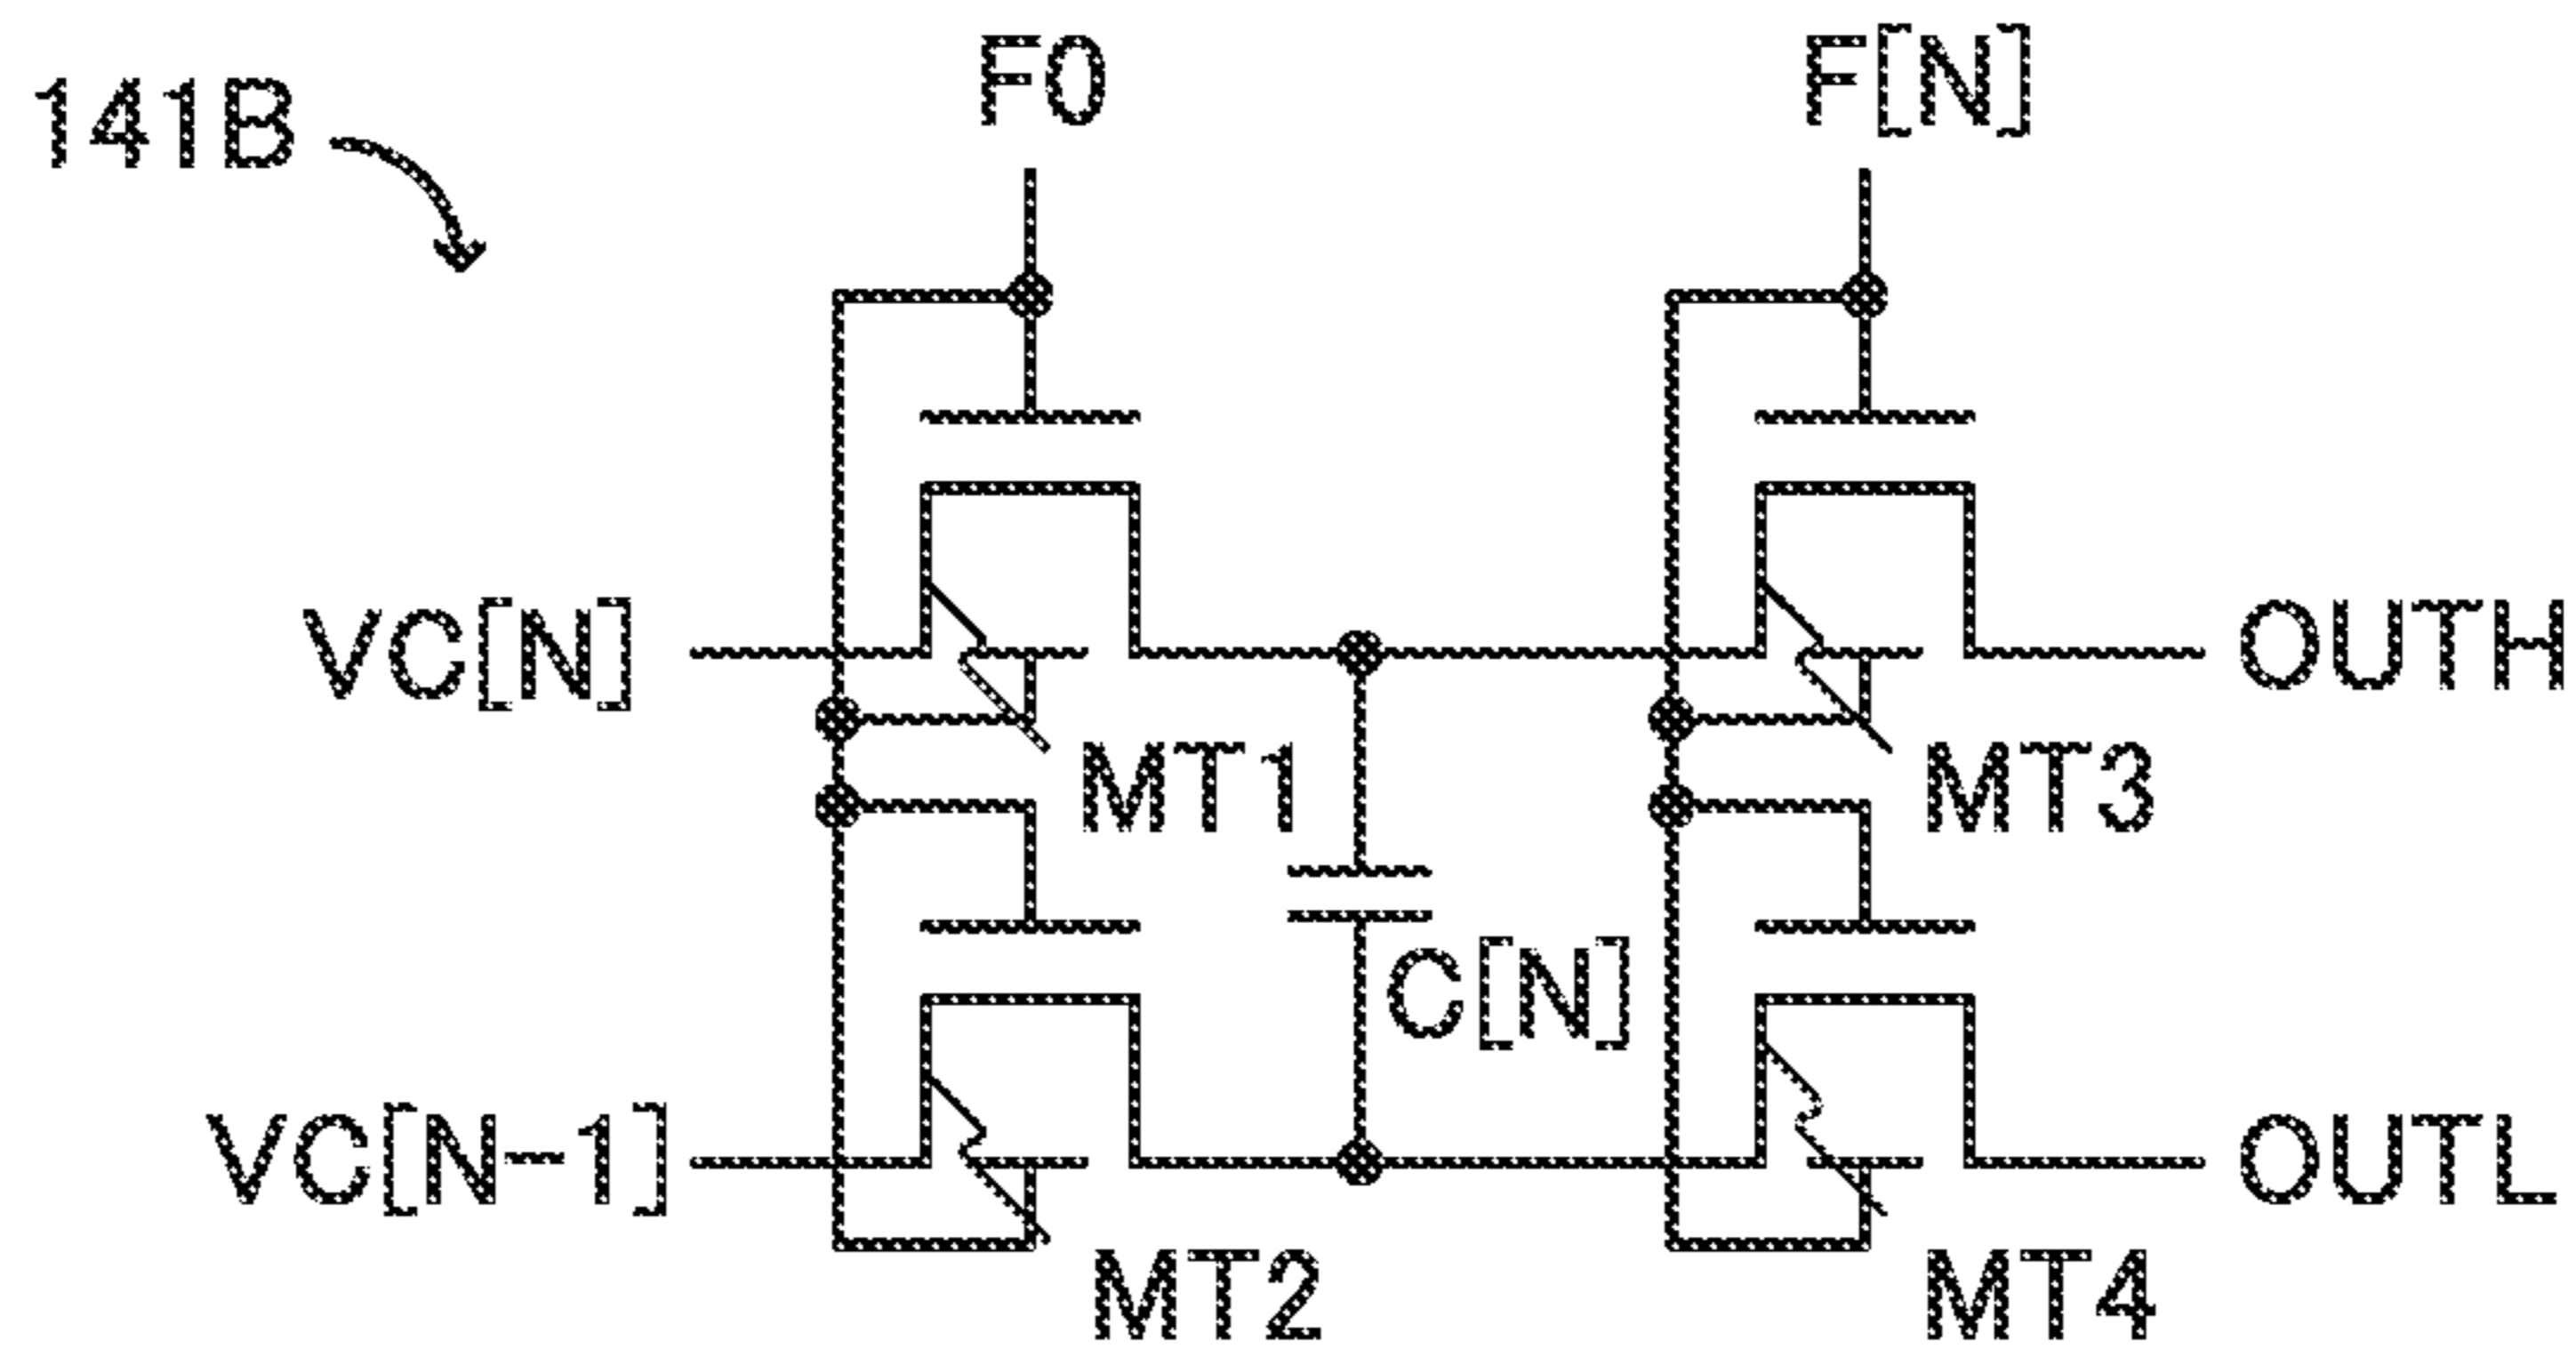 141B
F0
F[N]
VC[N]
OUTH
MT1
MT3
C[N]
VC[N-1]
OUTL
MT2
MT4